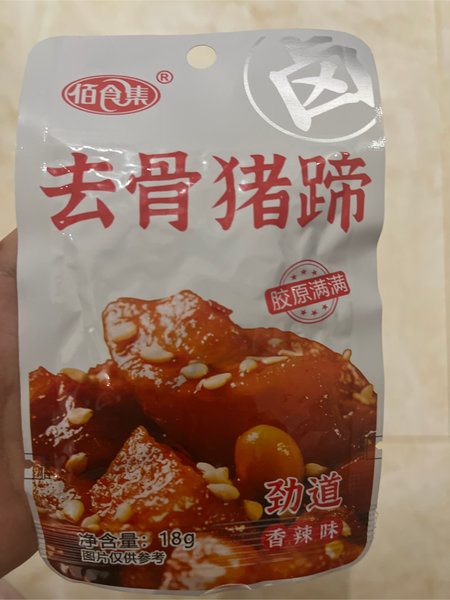 佰食集®
卤
去骨猪蹄
胶原满满
劲道
香辣味
净含量：18g
图片仅供参考